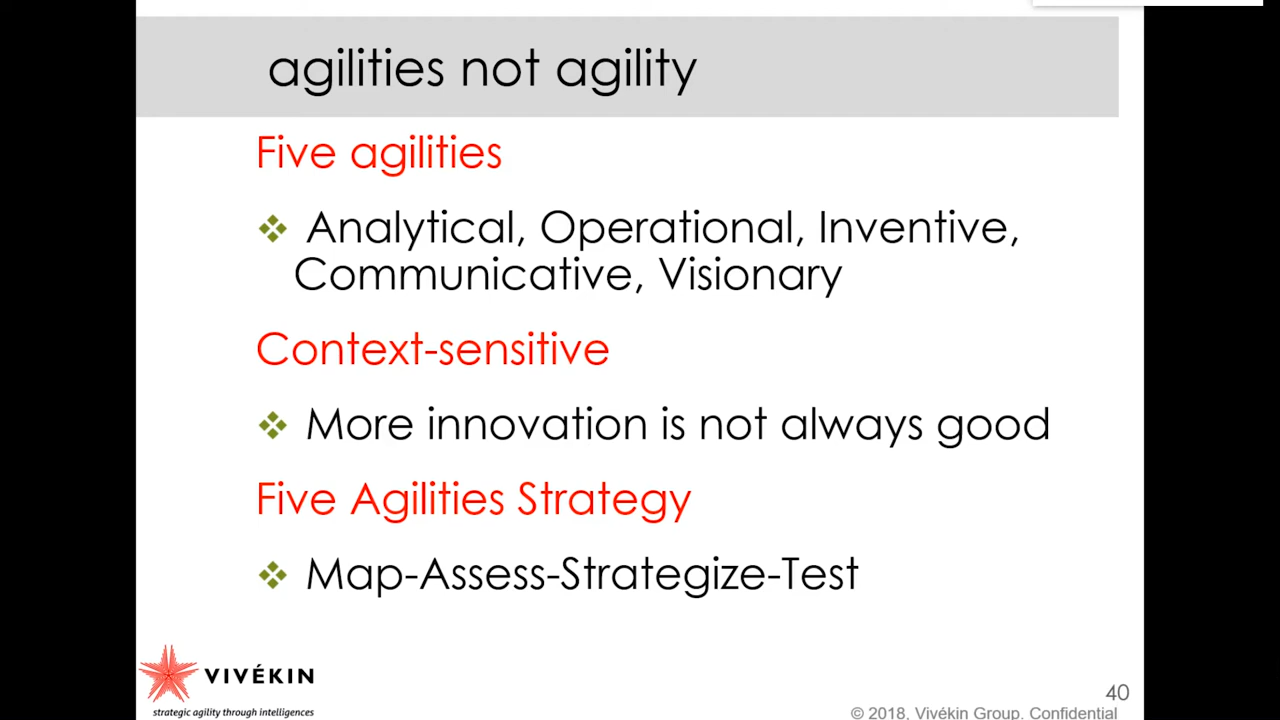 agilities not agility
Five agilities
Analytical, Operational, Inventive,
Communicative, Visionary
Context-sensitive
More innovation is not always good
Five Agilities Strategy
Map-Assess-Strategize-Test
VIVÉKIN
strategic agility through intelligences
40
© 2018, Vivékin Group. Confidential